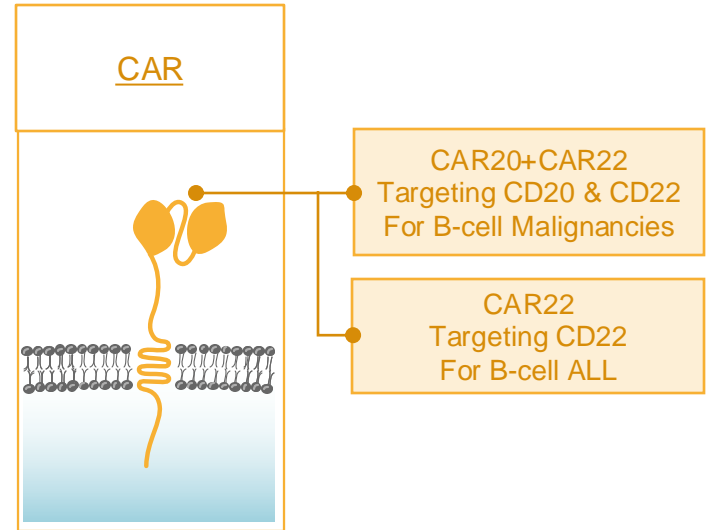 CAR
CAR20+CAR22
Targeting CD20 & CD22
For B-cell Malignancies
CAR22
Targeting CD22
For B-cell ALL